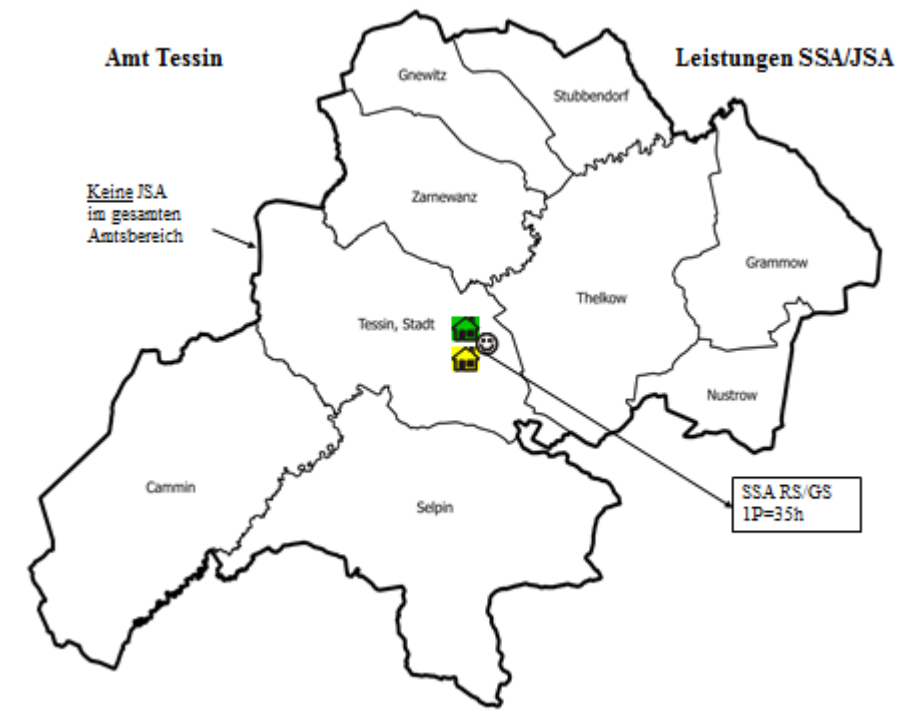 Amt Tessin
Leistungen SSA/JSA
Gnewitz
Stubbendorf
Keine JSA
im gesamten
Amtsbereich
Zarnewanz
Grammow
Thelkow
Tessin, Stadt
Nustrow
Cammin
SSA RS/GS
1P=35h
Selpin